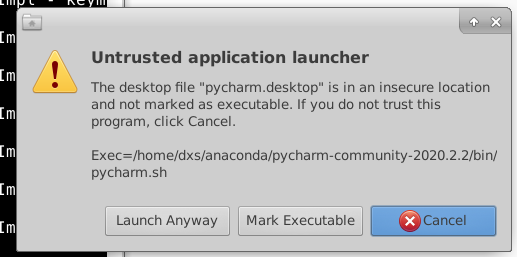 Impl - Keym
Im
Untrusted application launcher
Im
The desktop file "pycharm.desktop" is in an insecure location
and not marked as executable. If you do not trust this
Im
program, click Cancel.
Im
Exec=/home/dxs/anaconda/pycharm-community-2020.2.2/bin/
pycharm.sh
Im
Launch Anyway
Mark Executable
Cancel
Im